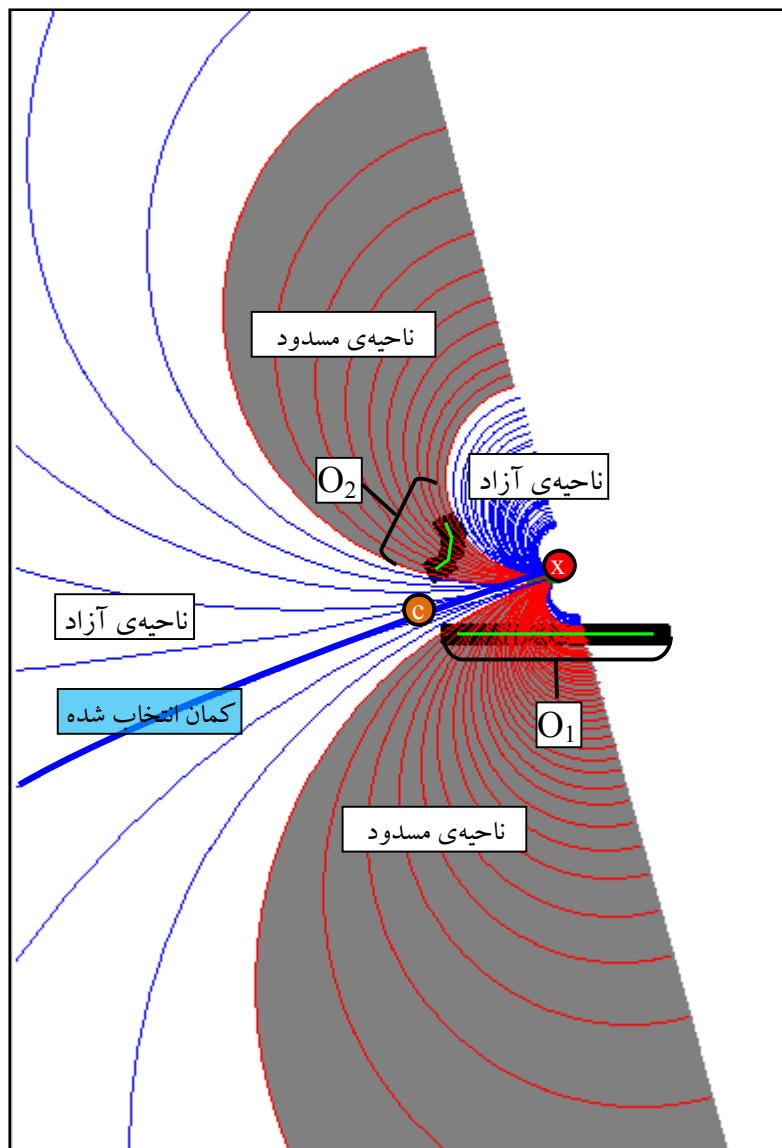 ناحیه‌ی مسدود
O₂
ناحیه‌ی آزاد
x
c
ناحیه‌ی آزاد
کمان انتخاب شده
O₁
ناحیه‌ی مسدود